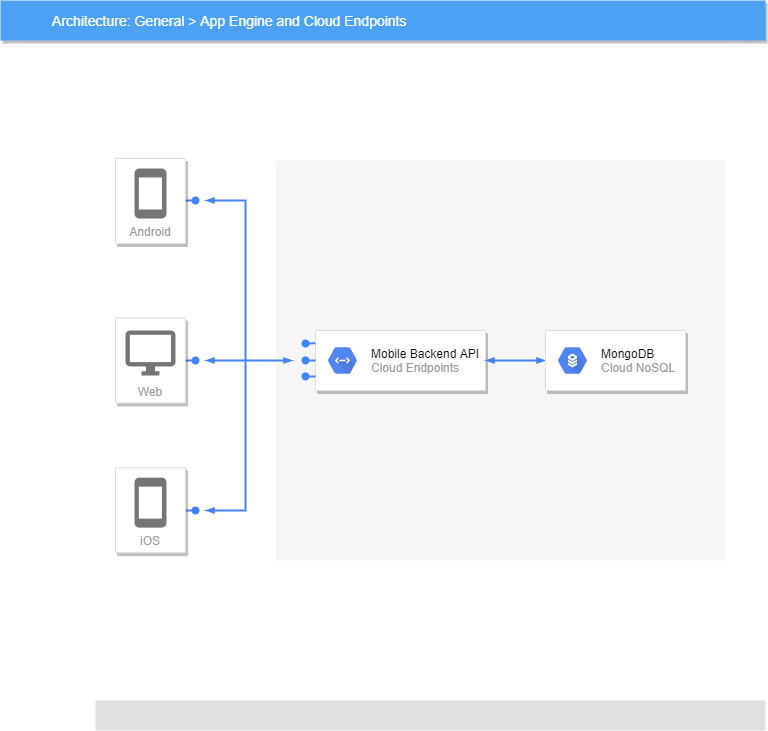 Architecture: General > App Engine and Cloud Endpoints
Android
Web
iOS
Mobile Backend API
Cloud Endpoints
MongoDB
Cloud NoSQL